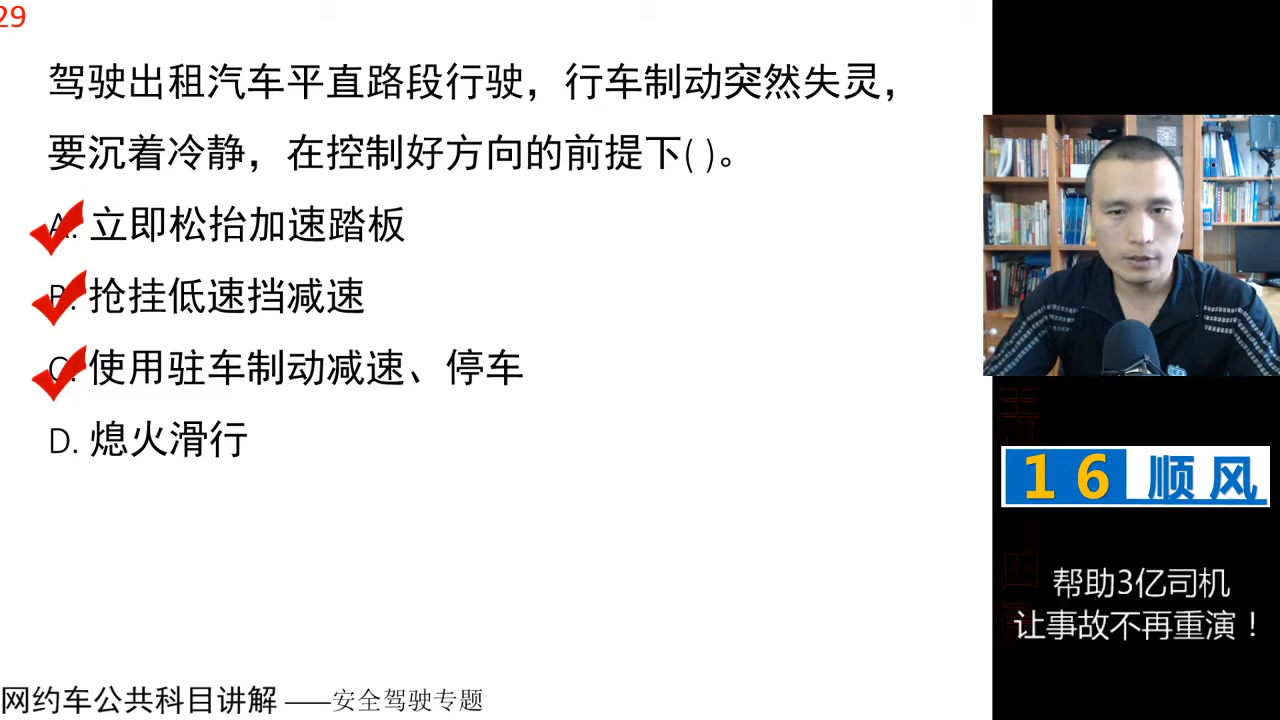 29
驾驶出租汽车平直路段行驶，行车制动突然失灵，
要沉着冷静，在控制好方向的前提下( )。
A. 立即松抬加速踏板
B. 抢挂低速挡减速
C. 使用驻车制动减速、停车
D. 熄火滑行
16顺风
帮助3亿司机
让事故不再重演！
网约车公共科目讲解 ——安全驾驶专题